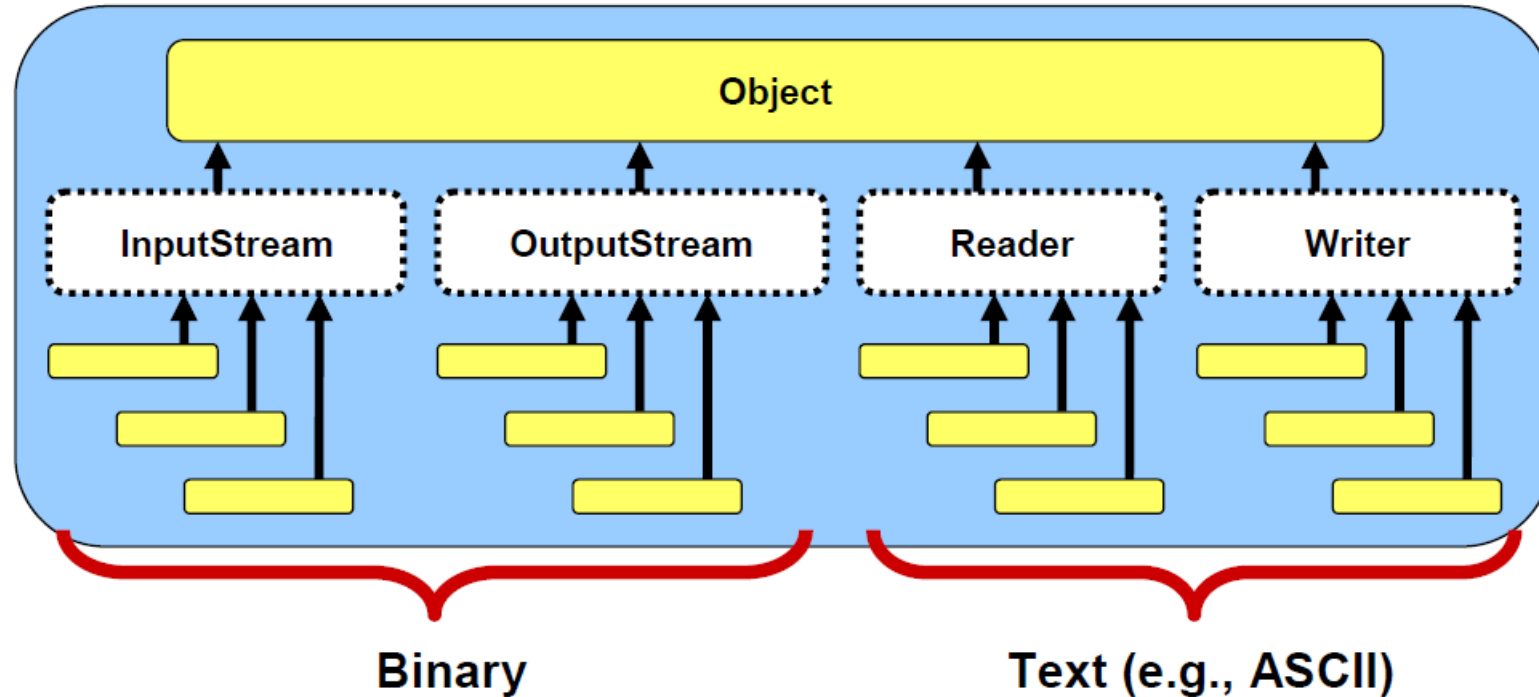 Object
InputStream
OutputStream
Reader
Writer
Binary
Text (e.g., ASCII)